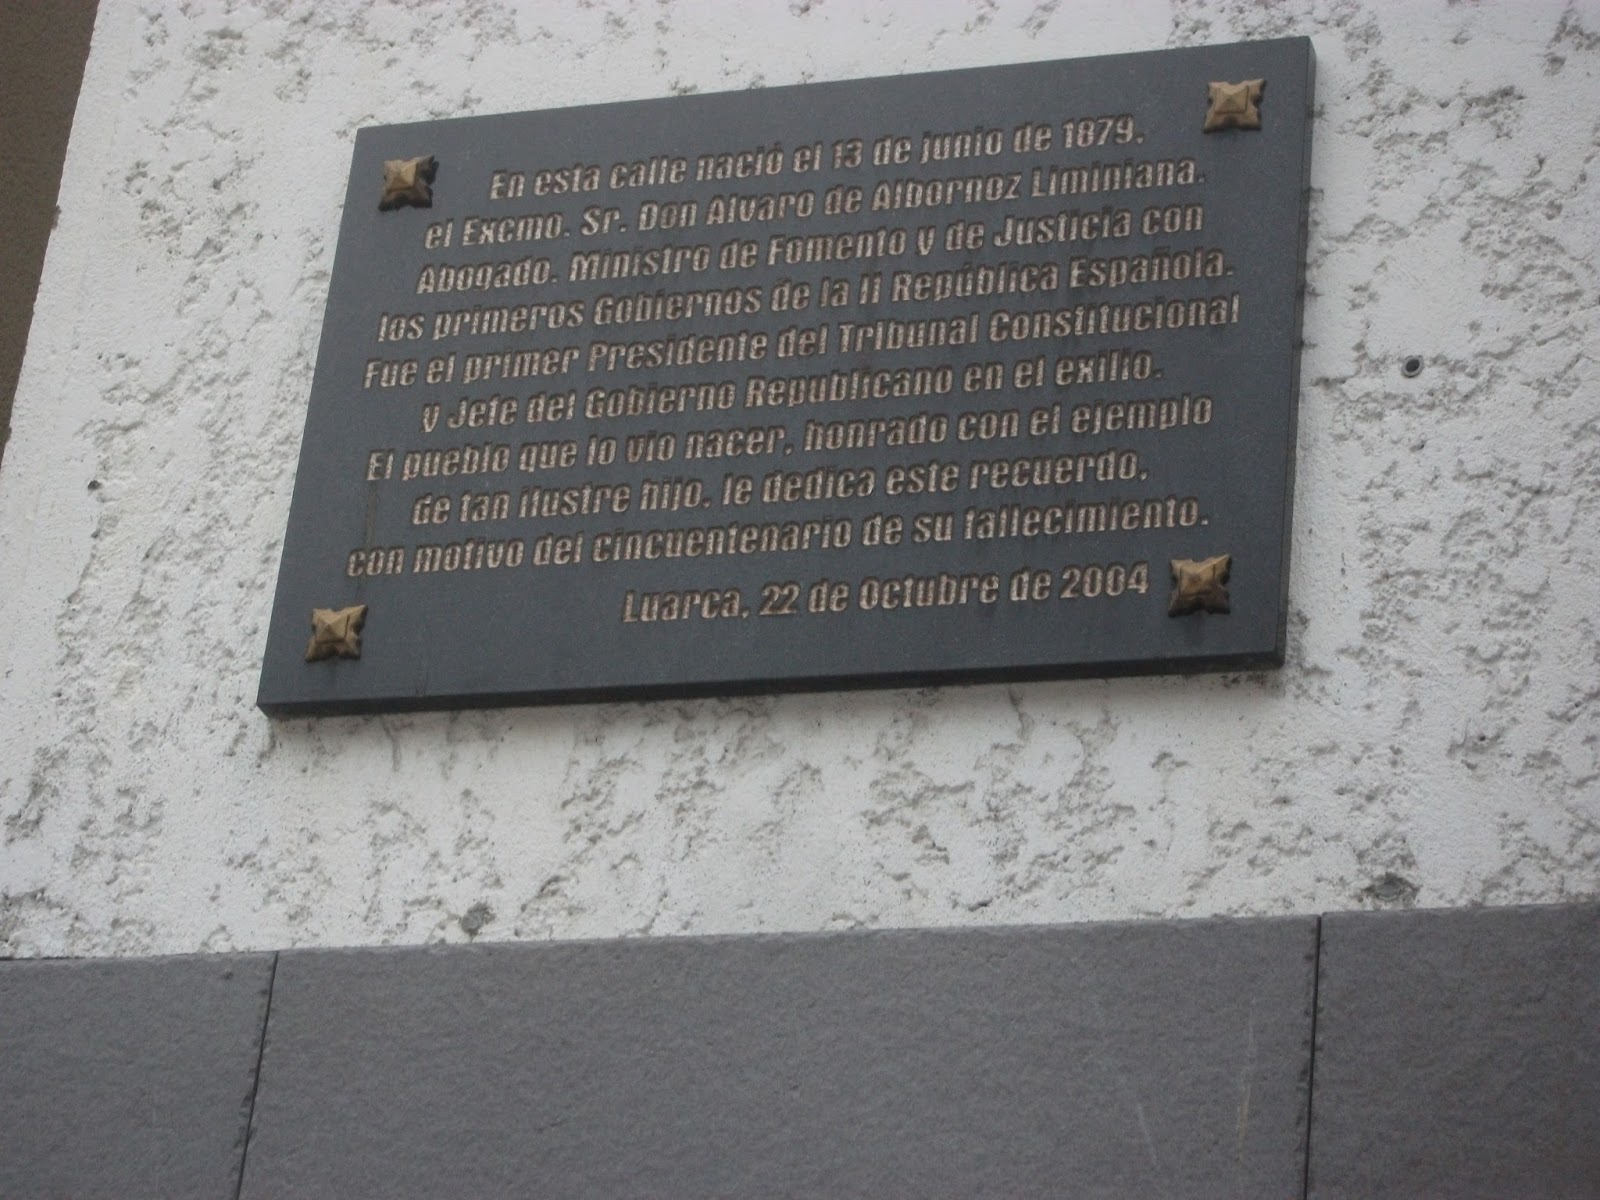 En esta calle nació el 13 de junio de 1879,
el Excmo. Sr. Don Alvaro de Albornoz Liminiana.
Abogado. Ministro de Fomento y de Justicia con
los primeros Gobiernos de la II República Española.
Fue el primer Presidente del Tribunal Constitucional
y Jefe del Gobierno Republicano en el exilio.
El pueblo que lo vio nacer, honrado con el ejemplo
de tan ilustre hijo, le dedica este recuerdo,
con motivo del cincuentenario de su fallecimiento.
Luarca, 22 de Octubre de 2004